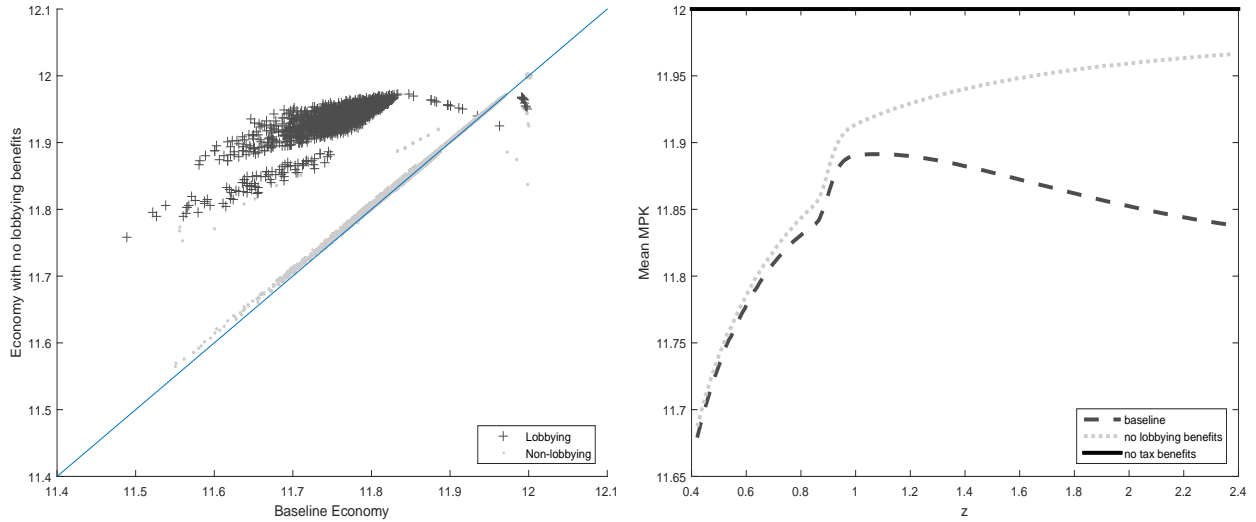 12.1
12
11.9
11.8
11.7
11.6
11.5
11.4
Economy with no lobbying benefits
11.4 11.5 11.6 11.7 11.8 11.9 12 12.1
Baseline Economy
Lobbying
Non-lobbying
12
11.95
11.9
11.85
11.8
11.75
11.7
11.65
Mean MPK
0.4 0.6 0.8 1 1.2 1.4 1.6 1.8 2 2.2 2.4
z
baseline
no lobbying benefits
no tax benefits